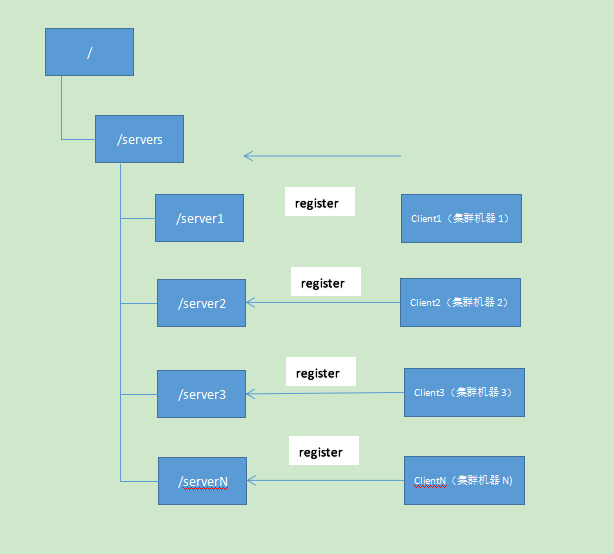 /
/servers
/server1
register
Client1（集群机器1）
/server2
register
Client2（集群机器2）
/server3
register
Client3（集群机器3）
/serverN
register
ClientN（集群机器N)